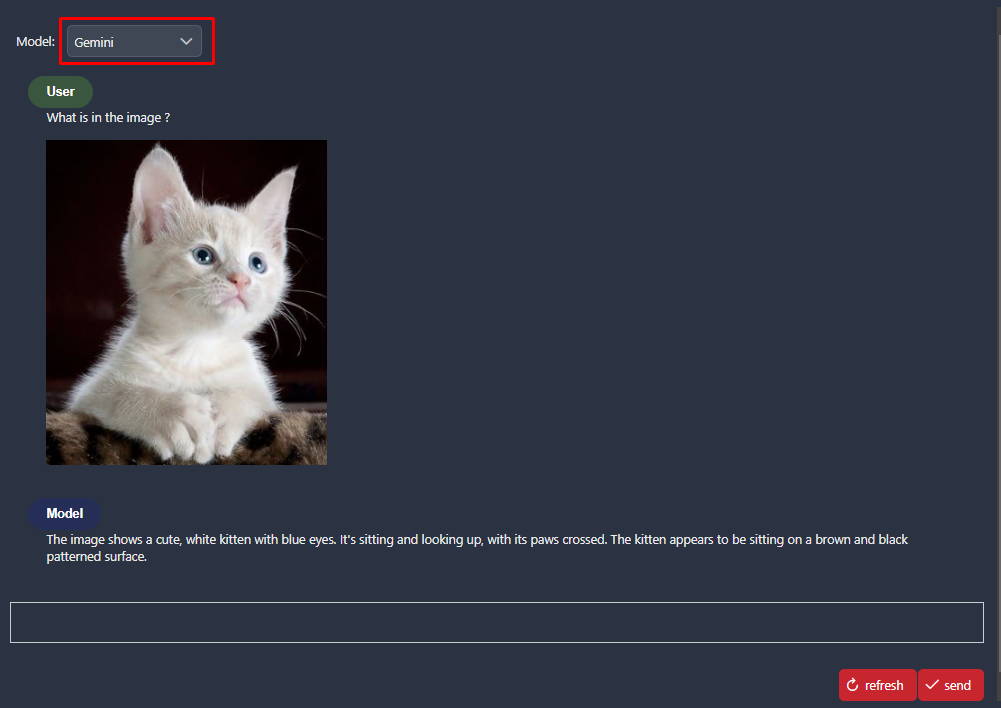 Model: Gemini
User
What is in the image ?
Model
The image shows a cute, white kitten with blue eyes. It's sitting and looking up, with its paws crossed. The kitten appears to be sitting on a brown and black
patterned surface.
refresh send